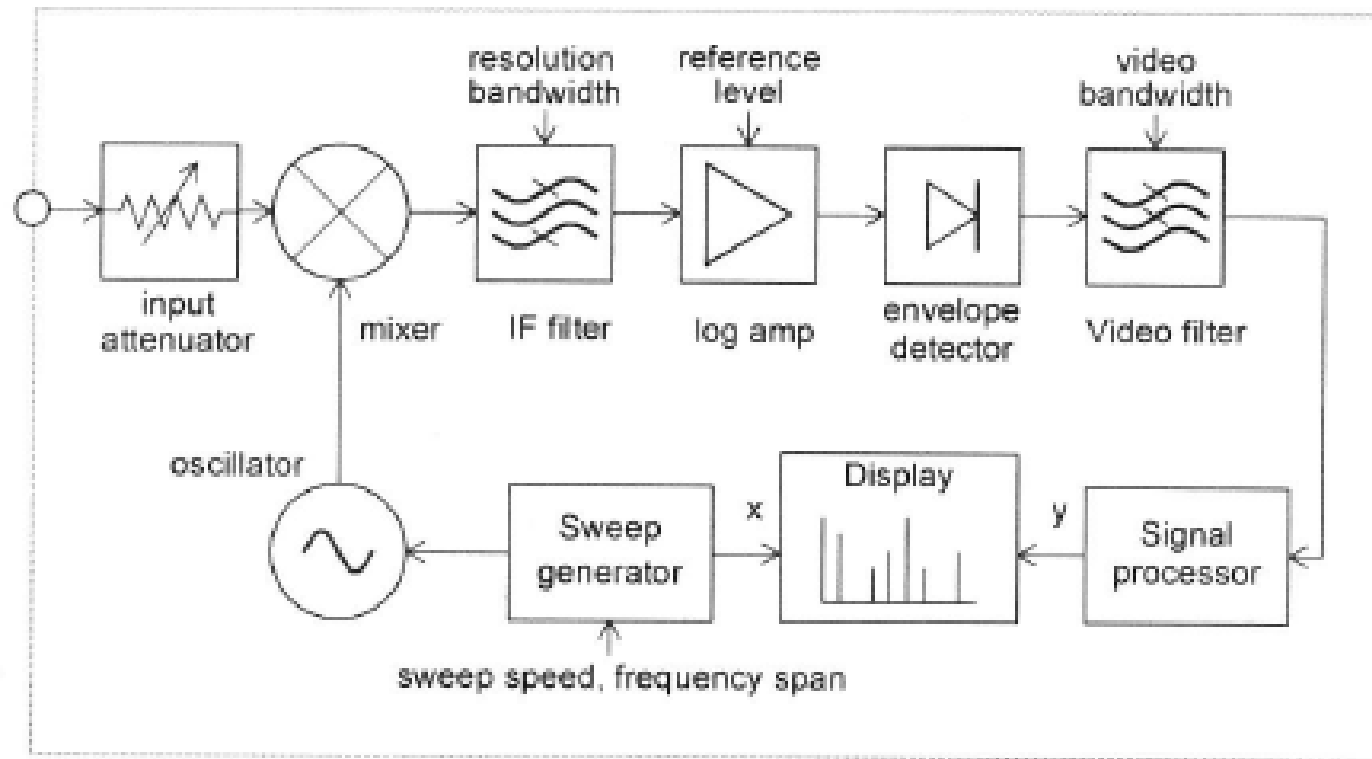 resolution
bandwidth
reference
level
video
bandwidth
input
attenuator
mixer
IF filter
log amp
envelope
detector
Video filter
oscillator
Sweep
generator
x
Display
y
Signal
processor
sweep speed, frequency span